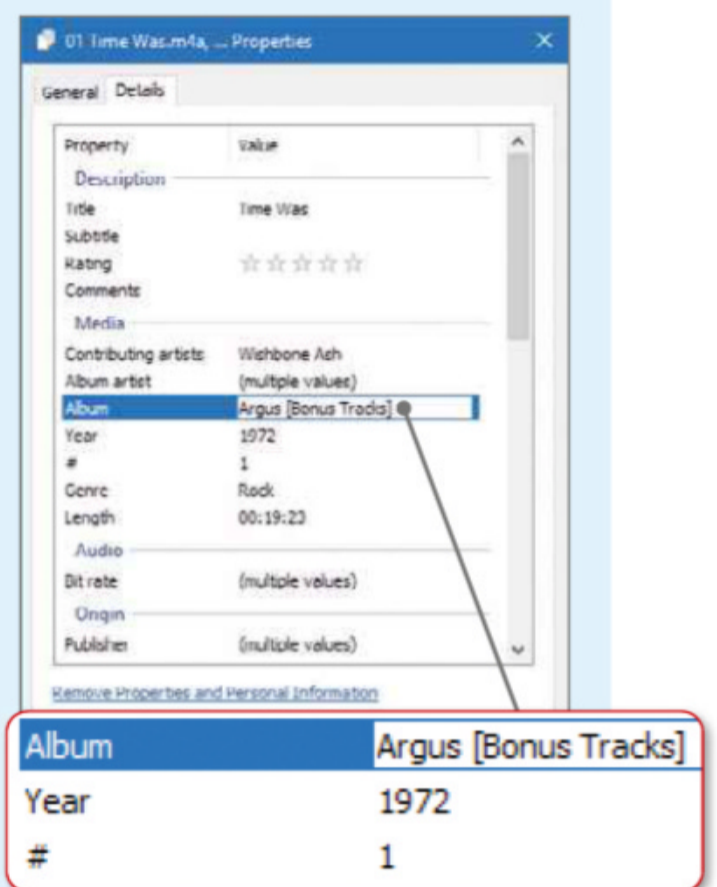 01 Time Was.m4a, ... Properties
General Details
Property Value
Description
Title Time Was
Subtitle
Rating
Comments
Media
Contributing artists Wishbone Ash
Album artist (multiple values)
Album Argus [Bonus Tracks]
Year 1972
# 1
Genre Rock
Length 00:19:23
Audio
Bit rate (multiple values)
Origin
Publisher (multiple values)
Remove Properties and Personal Information
Album Argus [Bonus Tracks]
Year 1972
# 1